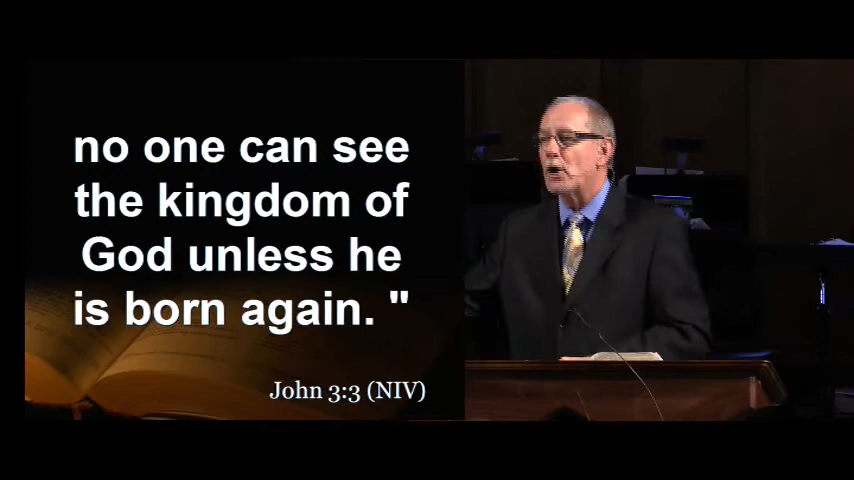 no one can see
the kingdom of
God unless he
is born again. "
John 3:3 (NIV)